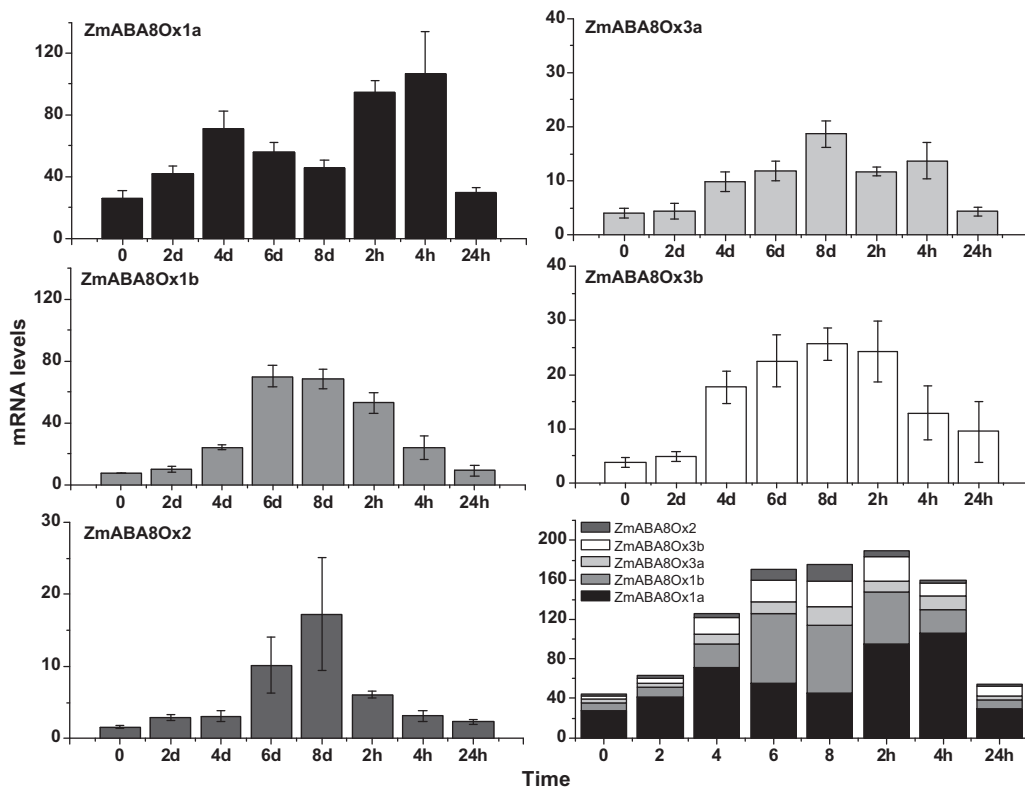 ZmABA8Ox1a
120
80
40
0
0 2d 4d 6d 8d 2h 4h 24h
ZmABA8Ox3a
40
30
20
10
0
0 2d 4d 6d 8d 2h 4h 24h
ZmABA8Ox1b
120
80
40
0
0 2d 4d 6d 8d 2h 4h 24h
ZmABA8Ox3b
40
30
20
10
0
0 2d 4d 6d 8d 2h 4h 24h
mRNA levels
ZmABA8Ox2
30
20
10
0
0 2d 4d 6d 8d 2h 4h 24h
ZmABA8Ox2
ZmABA8Ox3b
ZmABA8Ox3a
ZmABA8Ox1b
ZmABA8Ox1a
200
160
120
80
40
0
0 2 4 6 8 2h 4h 24h
Time